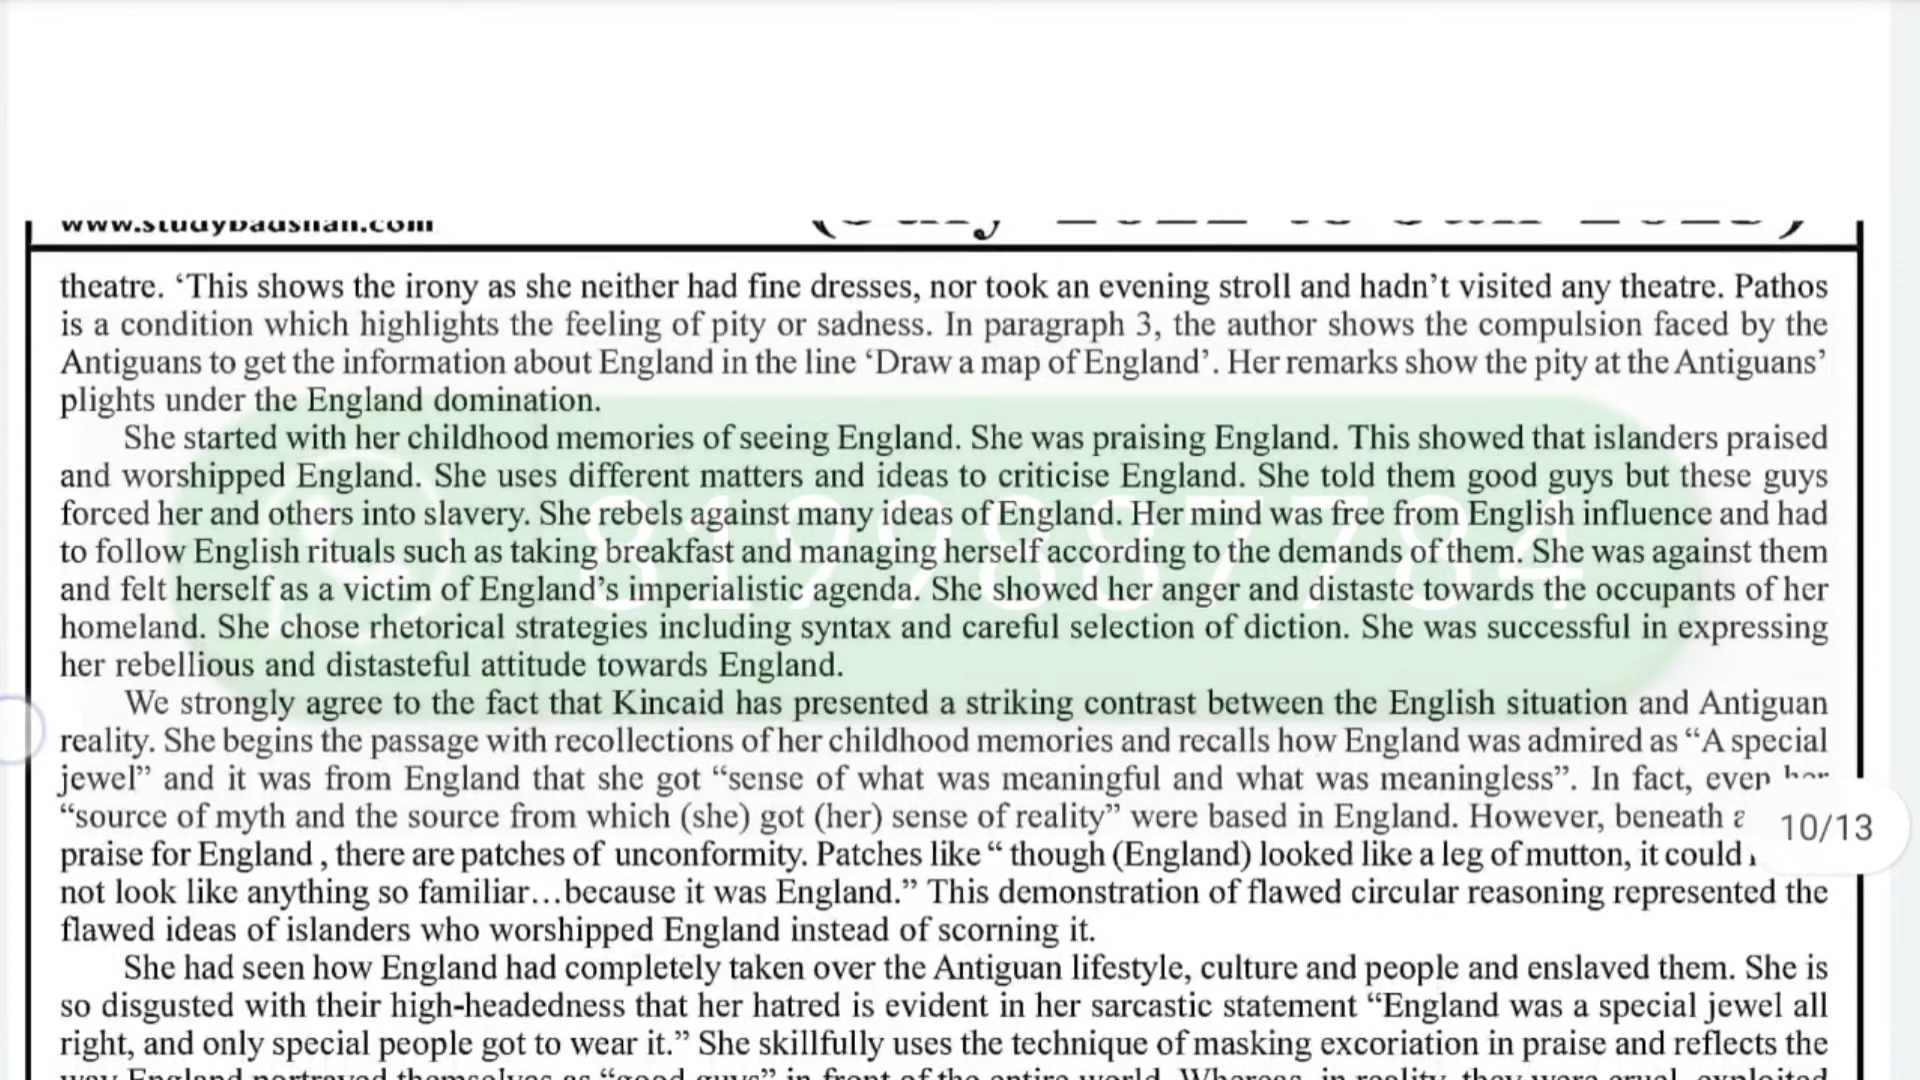 www.studybadshah.com
theatre. ‘This shows the irony as she neither had fine dresses, nor took an evening stroll and hadn’t visited any theatre. Pathos
is a condition which highlights the feeling of pity or sadness. In paragraph 3, the author shows the compulsion faced by the
Antiguans to get the information about England in the line ‘Draw a map of England’. Her remarks show the pity at the Antiguans’
plights under the England domination.
She started with her childhood memories of seeing England. She was praising England. This showed that islanders praised
and worshipped England. She uses different matters and ideas to criticise England. She told them good guys but these guys
forced her and others into slavery. She rebels against many ideas of England. Her mind was free from English influence and had
to follow English rituals such as taking breakfast and managing herself according to the demands of them. She was against them
and felt herself as a victim of England’s imperialistic agenda. She showed her anger and distaste towards the occupants of her
homeland. She chose rhetorical strategies including syntax and careful selection of diction. She was successful in expressing
her rebellious and distasteful attitude towards England.
We strongly agree to the fact that Kincaid has presented a striking contrast between the English situation and Antiguan
reality. She begins the passage with recollections of her childhood memories and recalls how England was admired as “A special
jewel” and it was from England that she got “sense of what was meaningful and what was meaningless”. In fact, even her
“source of myth and the source from which (she) got (her) sense of reality” were based in England. However, beneath
10/13
praise for England , there are patches of unconformity. Patches like “ though (England) looked like a leg of mutton, it could
not look like anything so familiar…because it was England.” This demonstration of flawed circular reasoning represented the
flawed ideas of islanders who worshipped England instead of scorning it.
She had seen how England had completely taken over the Antiguan lifestyle, culture and people and enslaved them. She is
so disgusted with their high-headedness that her hatred is evident in her sarcastic statement “England was a special jewel all
right, and only special people got to wear it.” She skillfully uses the technique of masking excoriation in praise and reflects the
way England portrayed themselves as “good guys” in front of the entire world. Whereas, in reality, they were cruel, exploited